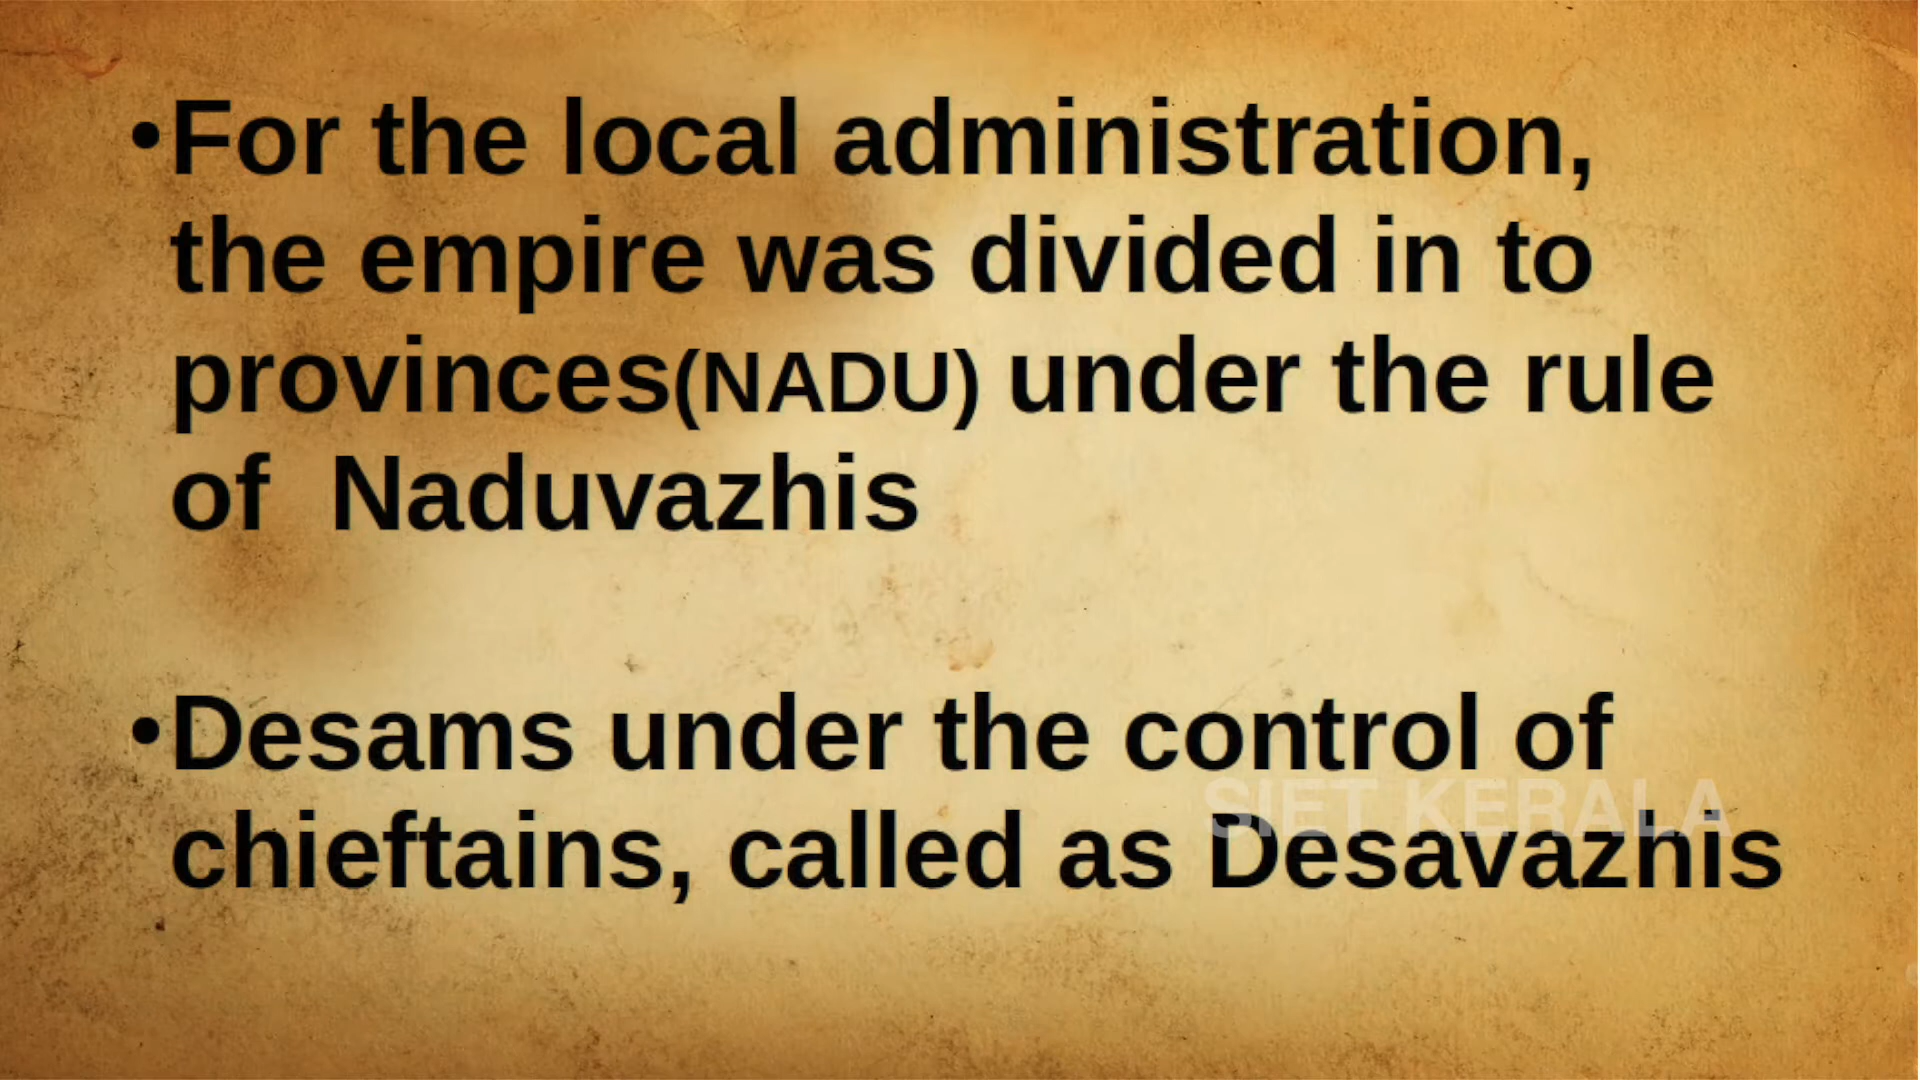 •For the local administration,
the empire was divided in to
provinces(NADU) under the rule
of  Naduvazhis
•Desams under the control of
SIET KERALA
chieftains, called as Desavazhis